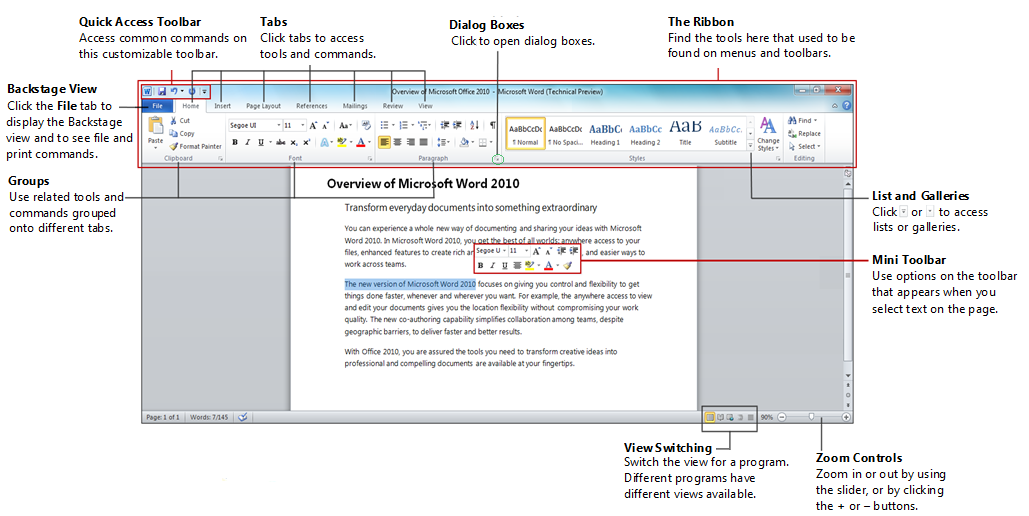 Quick Access Toolbar
Access common commands on
this customizable toolbar.
Tabs
Click tabs to access
tools and commands.
Dialog Boxes
Click to open dialog boxes.
The Ribbon
Find the tools here that used to be
found on menus and toolbars.
Backstage View
Click the File tab to
display the Backstage
view and to see file and
print commands.
Groups
Use related tools and
commands grouped
onto different tabs.
Overview of Microsoft Office 2010 - Microsoft Word (Technical Preview)
File Home Insert Page Layout References Mailings Review View
Paste
Cut
Copy
Format Painter
Clipboard
Segoe UI 11
B I U abc x₂ x²
Font
Paragraph
AaBbCcDc AaBbCcDc AaBbCc AaBbCc AaB AaBbCc.
¶ Normal ¶ No Spaci... Heading 1 Heading 2 Title Subtitle
Change
Styles
Styles
Find
Replace
Select
Editing
Overview of Microsoft Word 2010
Transform everyday documents into something extraordinary
You can experience a whole new way of documenting and sharing your ideas with Microsoft
Word 2010. In Microsoft Word 2010, you get the best of all worlds: anywhere access to your
files, enhanced features to create rich and easier ways to
work across teams.
Segoe U 11
B I U
The new version of Microsoft Word 2010 focuses on giving you control and flexibility to get
things done faster, whenever and wherever you want. For example, the anywhere access to view
and edit your documents gives you the location flexibility without compromising your work
quality. The new co-authoring capability simplifies collaboration among teams, despite
geographic barriers, to deliver faster and better results.
With Office 2010, you are assured the tools you need to transform creative ideas into
professional and compelling documents are available at your fingertips.
List and Galleries
Click or to access
lists or galleries.
Mini Toolbar
Use options on the toolbar
that appears when you
select text on the page.
Page: 1 of 1 Words: 7/145
90%
View Switching
Switch the view for a program.
Different programs have
different views available.
Zoom Controls
Zoom in or out by using
the slider, or by clicking
the + or – buttons.